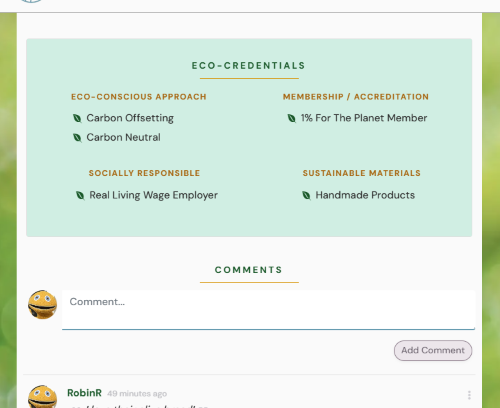 ECO-CREDENTIALS
ECO-CONSCIOUS APPROACH
Carbon Offsetting
Carbon Neutral
MEMBERSHIP / ACCREDITATION
1% For The Planet Member
SOCIALLY RESPONSIBLE
Real Living Wage Employer
SUSTAINABLE MATERIALS
Handmade Products
COMMENTS
Comment...
Add Comment
RobinR 49 minutes ago